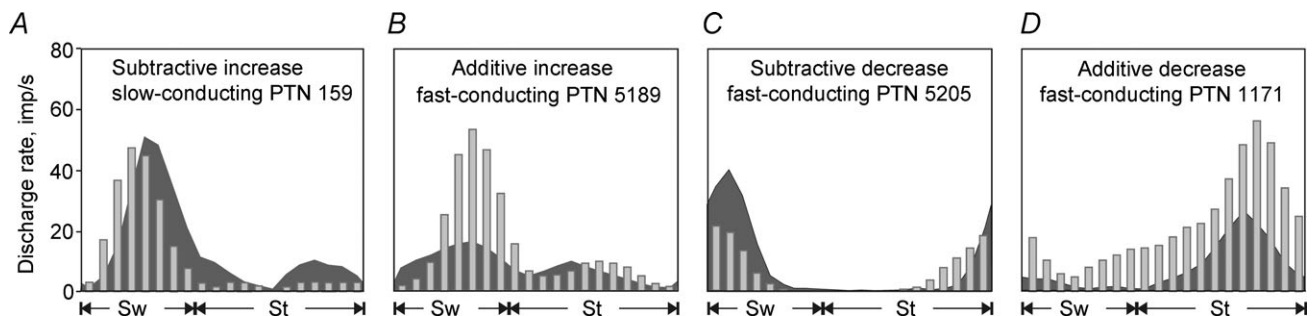 A
B
C
D
Discharge rate, imp/s
80
60
40
20
0
Subtractive increase
slow-conducting PTN 159
Additive increase
fast-conducting PTN 5189
Subtractive decrease
fast-conducting PTN 5205
Additive decrease
fast-conducting PTN 1171
Sw St
Sw St
Sw St
Sw St